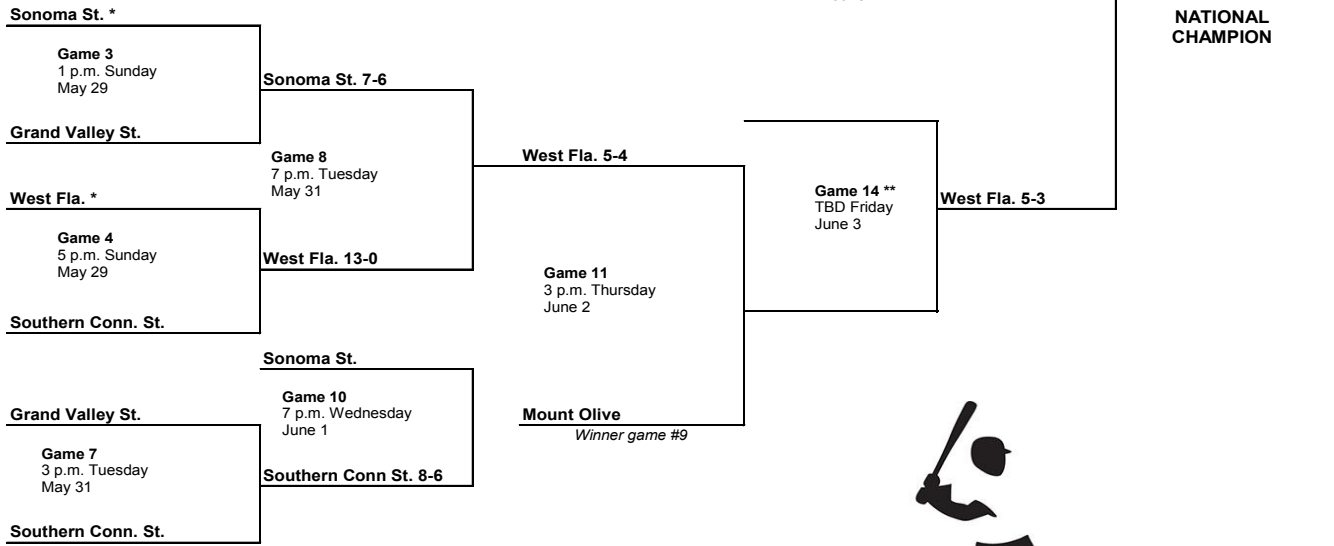 Sonoma St. *
NATIONAL
CHAMPION
Game 3
1 p.m. Sunday
May 29
Sonoma St. 7-6
Grand Valley St.
Game 8
7 p.m. Tuesday
May 31
West Fla. 5-4
West Fla. *
Game 14 **
TBD Friday
June 3
West Fla. 5-3
Game 4
5 p.m. Sunday
May 29
West Fla. 13-0
Game 11
3 p.m. Thursday
June 2
Southern Conn. St.
Sonoma St.
Game 10
7 p.m. Wednesday
June 1
Grand Valley St.
Mount Olive
Winner game #9
Game 7
3 p.m. Tuesday
May 31
Southern Conn St. 8-6
Southern Conn. St.